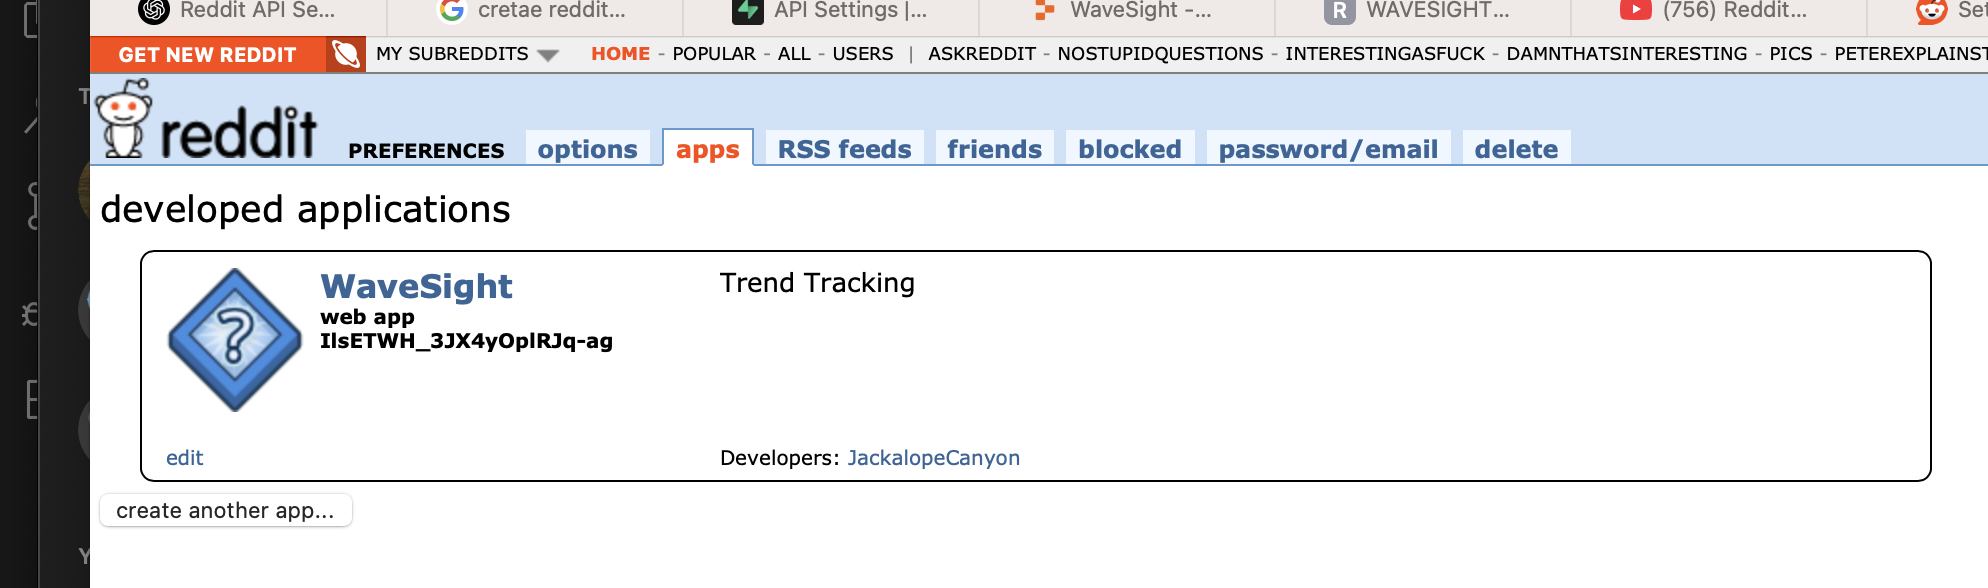 Reddit API Se...
cretae reddit...
API Settings |...
WaveSight -...
R WAVESIGHT...
(756) Reddit...
Set
GET NEW REDDIT MY SUBREDDITS HOME - POPULAR - ALL - USERS | ASKREDDIT - NOSTUPIDQUESTIONS - INTERESTINGASFUCK - DAMNTHATSINTERESTING - PICS - PETEREXPLAINST
reddit PREFERENCES options apps RSS feeds friends blocked password/email delete
developed applications
WaveSight
Trend Tracking
web app
IlsETWH_3JX4yOplRJq-ag
edit
Developers: JackalopeCanyon
create another app...